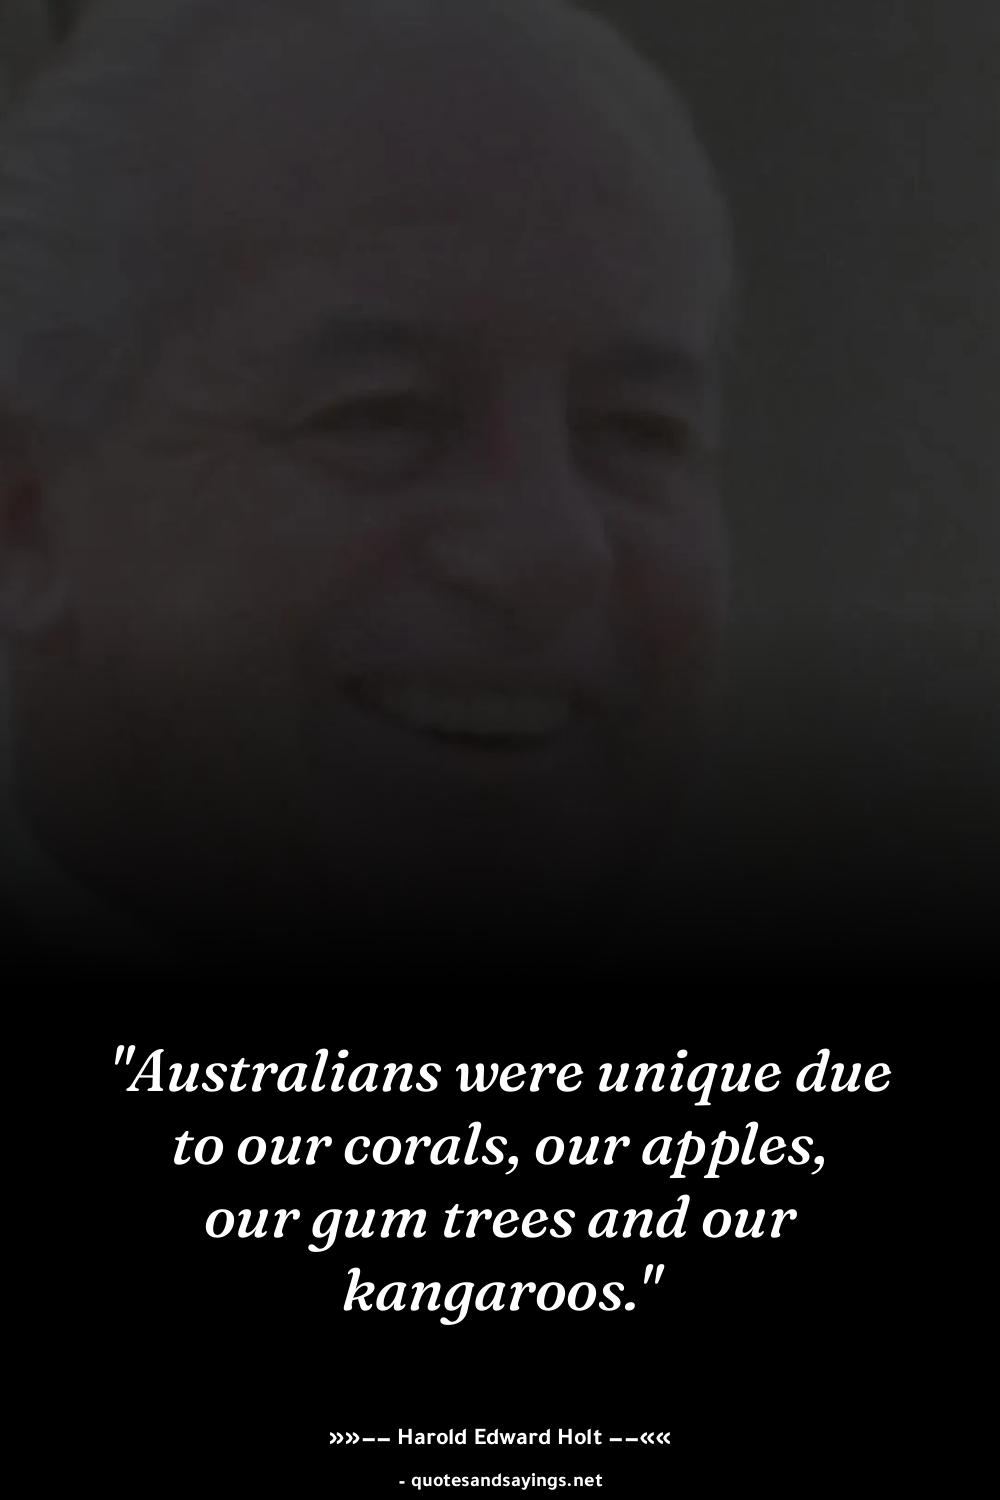 "Australians were unique due
to our corals, our apples,
our gum trees and our
kangaroos."
»»−− Harold Edward Holt −−««
- quotesandsayings.net